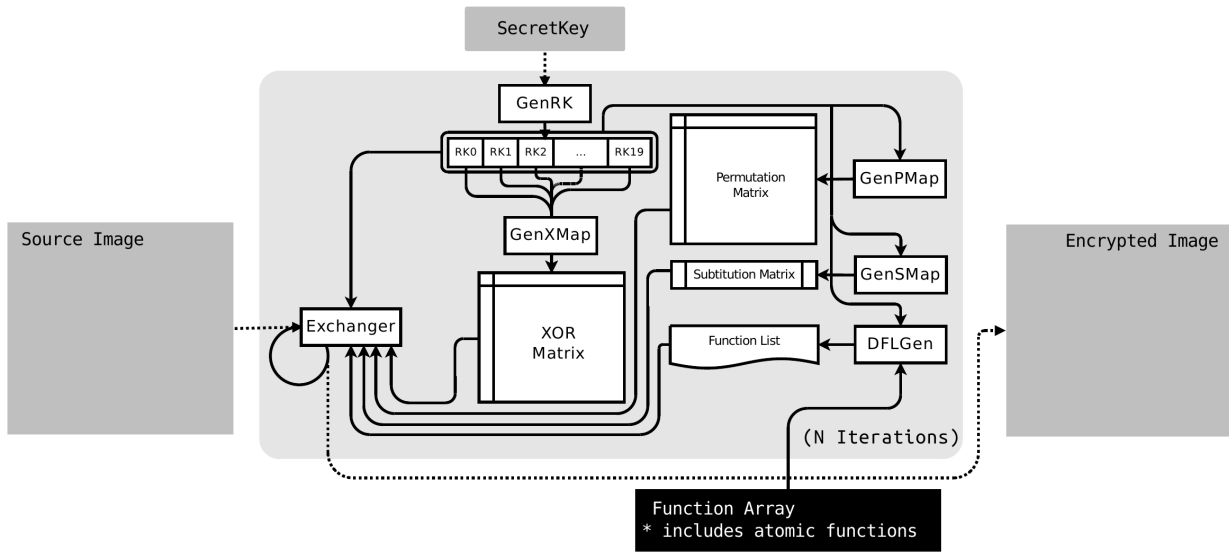 SecretKey
GenRK
RK0 RK1 RK2 ... RK19
Permutation
Matrix
GenPMap
GenXMap
Source Image
Encrypted Image
Subtitution Matrix
GenSMap
Exchanger
XOR
Matrix
Function List
DFLGen
(N Iterations)
Function Array
* includes atomic functions